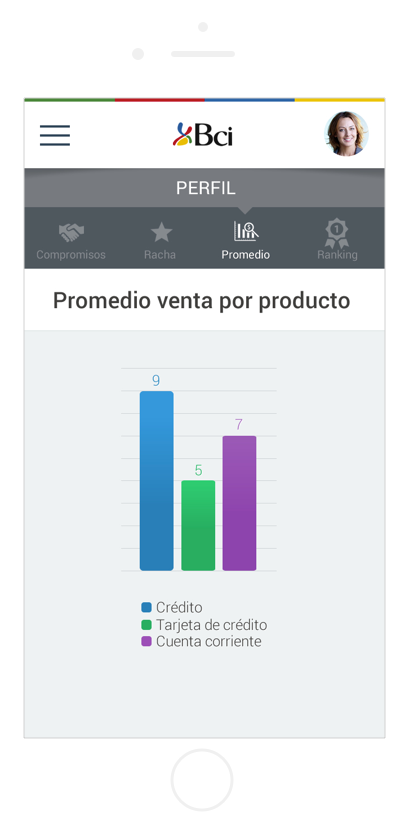 Bci
PERFIL
1
Compromisos Racha Promedio Ranking
Promedio venta por producto
9
7
5
Crédito
Tarjeta de crédito
Cuenta corriente